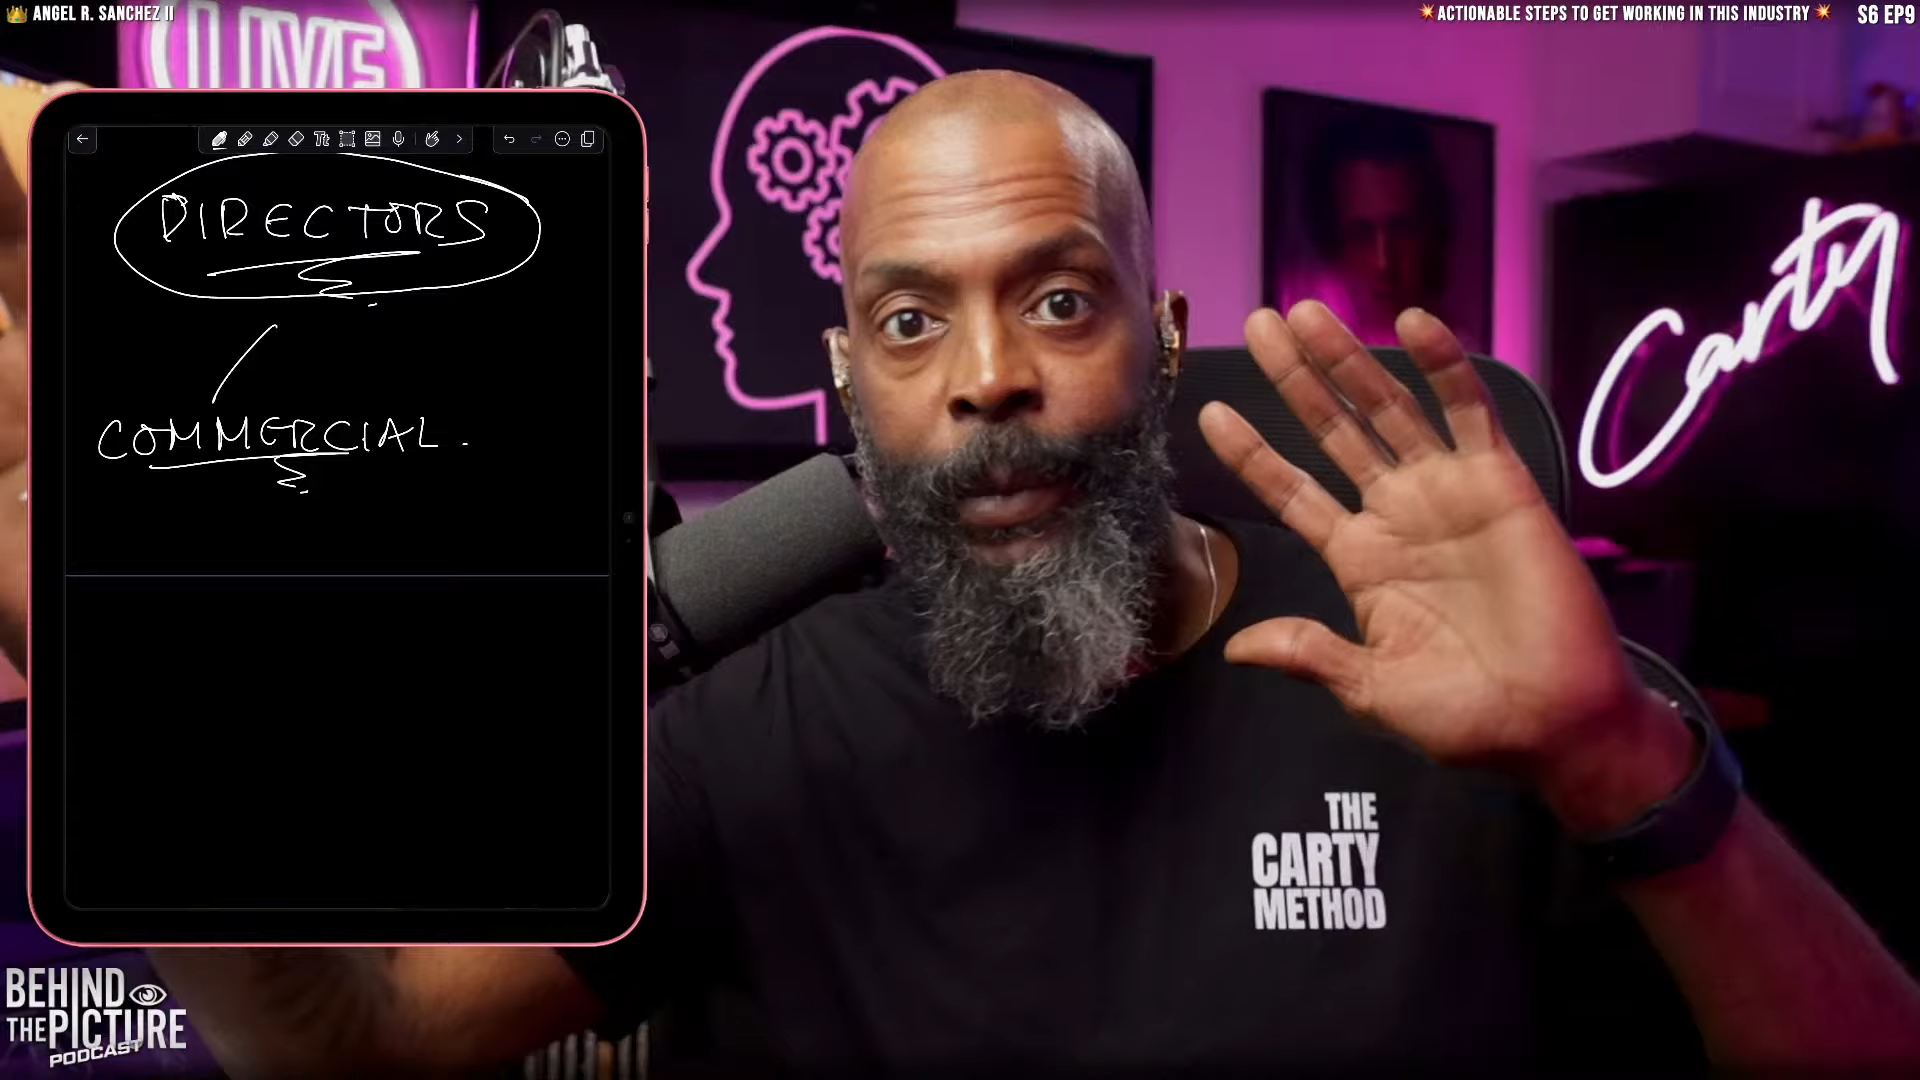 👑 ANGEL R. SANCHEZ II
💥ACTIONABLE STEPS TO GET WORKING IN THIS INDUSTRY 💥
S6 EP9
LIVE
DIRECTORS
COMMERCIAL.
Carty
THE
CARTY
METHOD
BEHIND
THE PICTURE
PODCAST